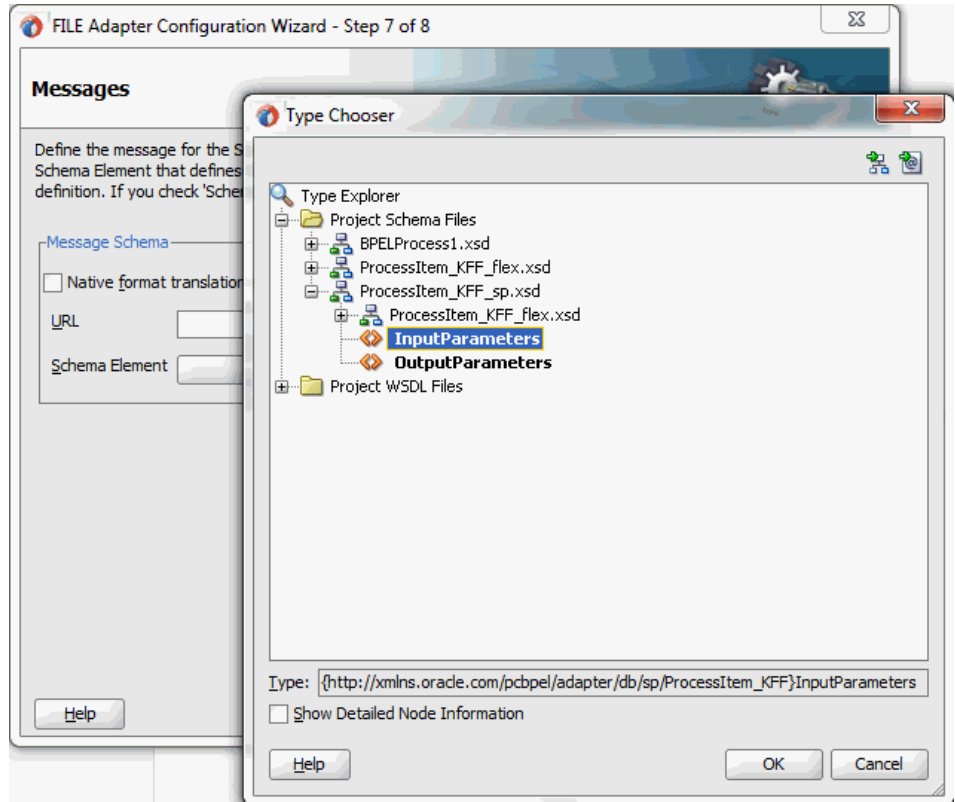 FILE Adapter Configuration Wizard - Step 7 of 8
Messages
Define the message for the S
Schema Element that defines
definition. If you check 'Sche
Message Schema
Native format translation
URL
Schema Element
Help
Type Chooser
Type Explorer
Project Schema Files
BPELProcess1.xsd
ProcessItem_KFF_flex.xsd
ProcessItem_KFF_sp.xsd
ProcessItem_KFF_flex.xsd
InputParameters
OutputParameters
Project WSDL Files
Type: {http://xmlns.oracle.com/pcbpel/adapter/db/sp/ProcessItem_KFF}InputParameters
Show Detailed Node Information
Help
OK
Cancel